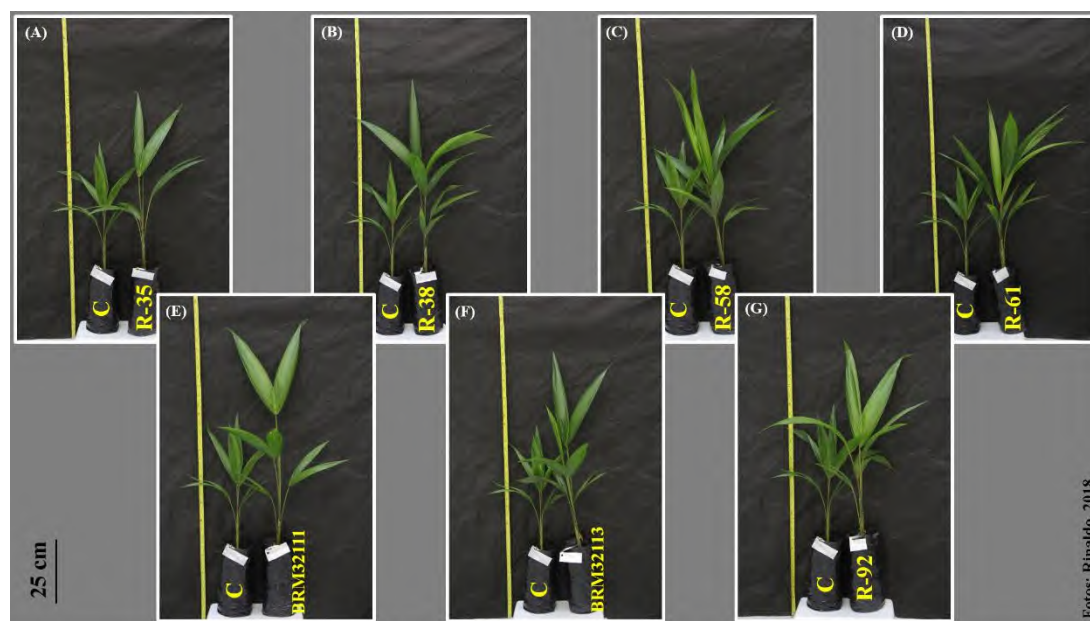 (A)
(B)
(C)
(D)
C
R-35
C
R-38
C
R-58
C
R-61
(E)
(F)
(G)
C
BRM32111
C
BRM32113
C
R-92
25 cm
Fotos: Rinaldo, 2018